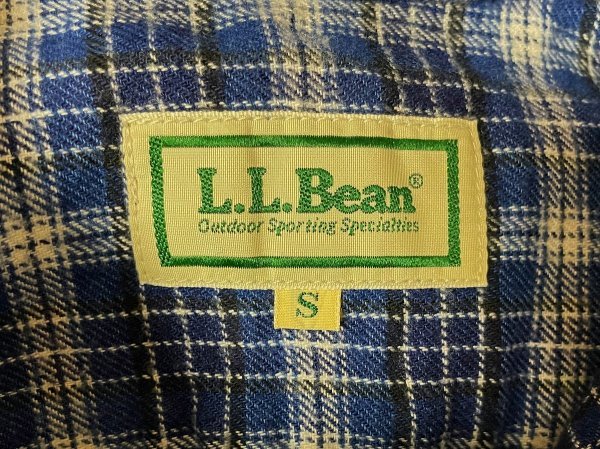 L.L.Bean®
Outdoor Sporting Specialties
S